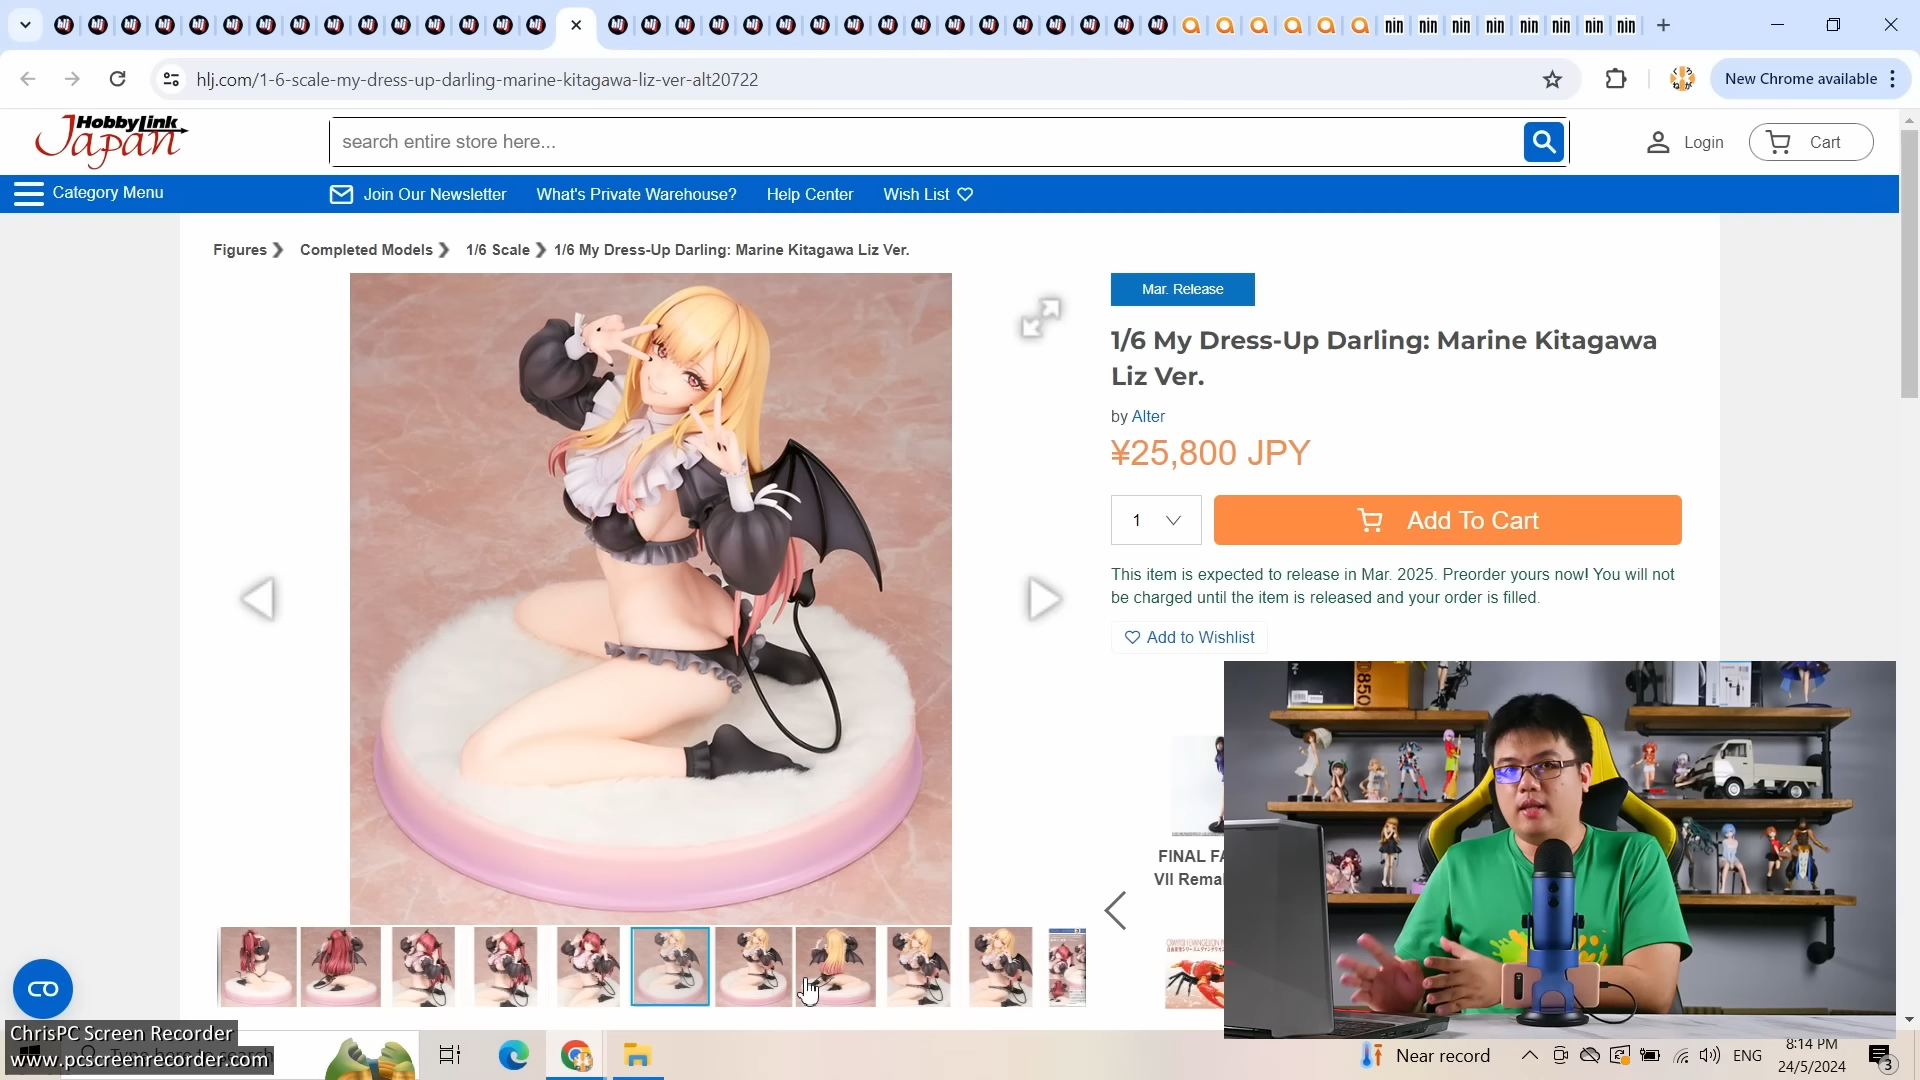 hlj.com/1-6-scale-my-dress-up-darling-marine-kitagawa-liz-ver-alt20722
New Chrome available
HobbyLink
Japan
search entire store here...
Login
Cart
Category Menu
Join Our Newsletter
What's Private Warehouse?
Help Center
Wish List
Figures
Completed Models
1/6 Scale
1/6 My Dress-Up Darling: Marine Kitagawa Liz Ver.
Mar. Release
1/6 My Dress-Up Darling: Marine Kitagawa
Liz Ver.
by Alter
¥25,800 JPY
1
Add To Cart
This item is expected to release in Mar. 2025. Preorder yours now! You will not
be charged until the item is released and your order is filled.
Add to Wishlist
FINAL FA
VII Remai
ChrisPC Screen Recorder
www.pcscreenrecorder.com
Near record
ENG
8:14 PM
24/5/2024
3